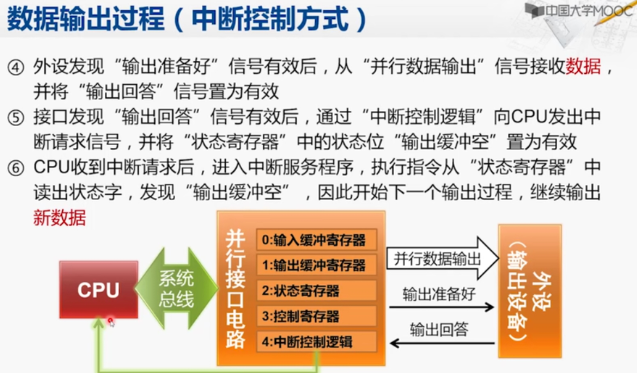 数据输出过程（中断控制方式）
中国大学MOOC
④ 外设发现“输出准备好”信号有效后，从“并行数据输出”信号接收数据，
并将“输出回答”信号置为有效
⑤ 接口发现“输出回答”信号有效后，通过“中断控制逻辑”向CPU发出中
断请求信号，并将“状态寄存器”中的状态位“输出缓冲空”置为有效
⑥ CPU收到中断请求后，进入中断服务程序，执行指令从“状态寄存器”中
读出状态字，发现“输出缓冲空”，因此开始下一个输出过程，继续输出
新数据
CPU
系统
总线
并行接口电路
0:输入缓冲寄存器
1:输出缓冲寄存器
2:状态寄存器
3:控制寄存器
4:中断控制逻辑
并行数据输出
输出准备好
输出回答
外设
（输出设备）